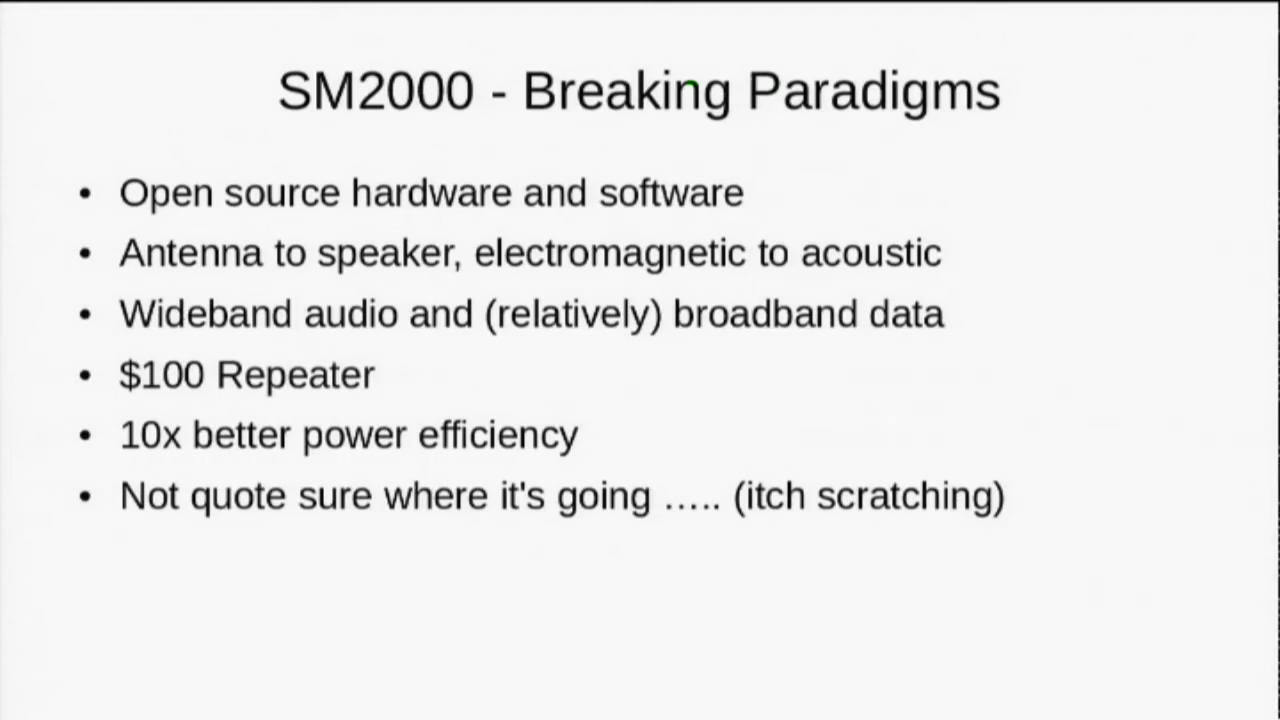 SM2000 - Breaking Paradigms
• Open source hardware and software
• Antenna to speaker, electromagnetic to acoustic
• Wideband audio and (relatively) broadband data
• $100 Repeater
• 10x better power efficiency
• Not quote sure where it's going ….. (itch scratching)